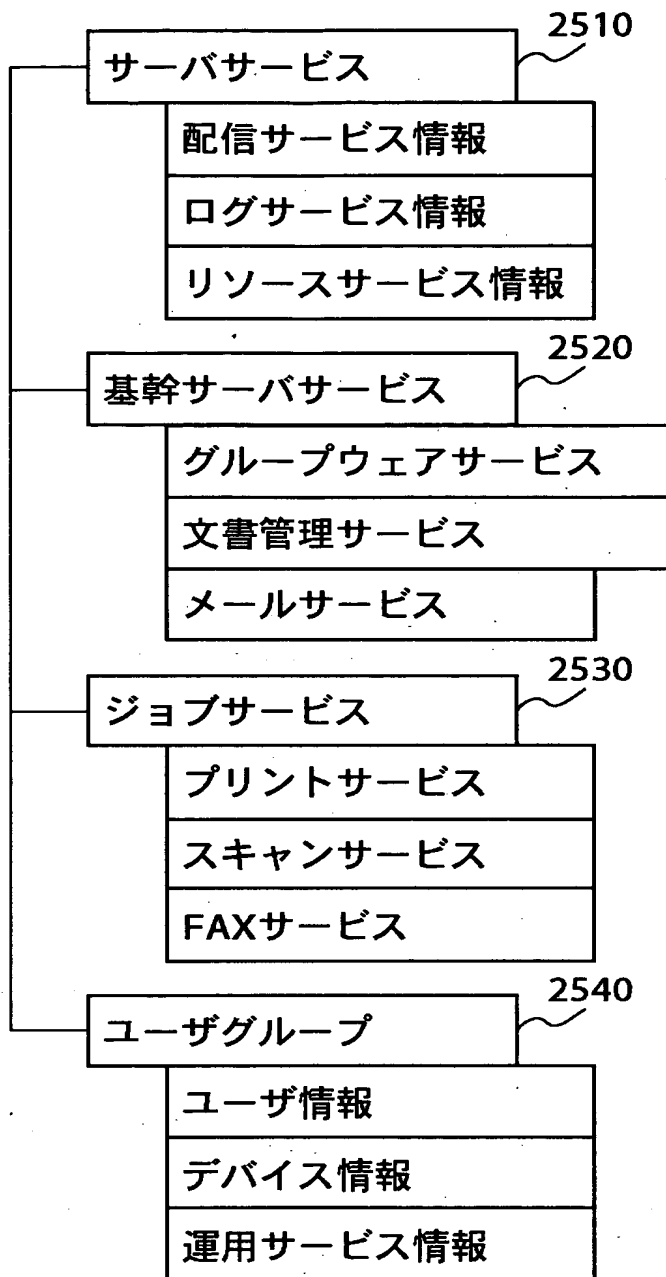 2510
サーバサービス
配信サービス情報
ログサービス情報
リソースサービス情報
2520
基幹サーバサービス
グループウェアサービス
文書管理サービス
メールサービス
2530
ジョブサービス
プリントサービス
スキャンサービス
FAXサービス
2540
ユーザグループ
ユーザ情報
デバイス情報
運用サービス情報